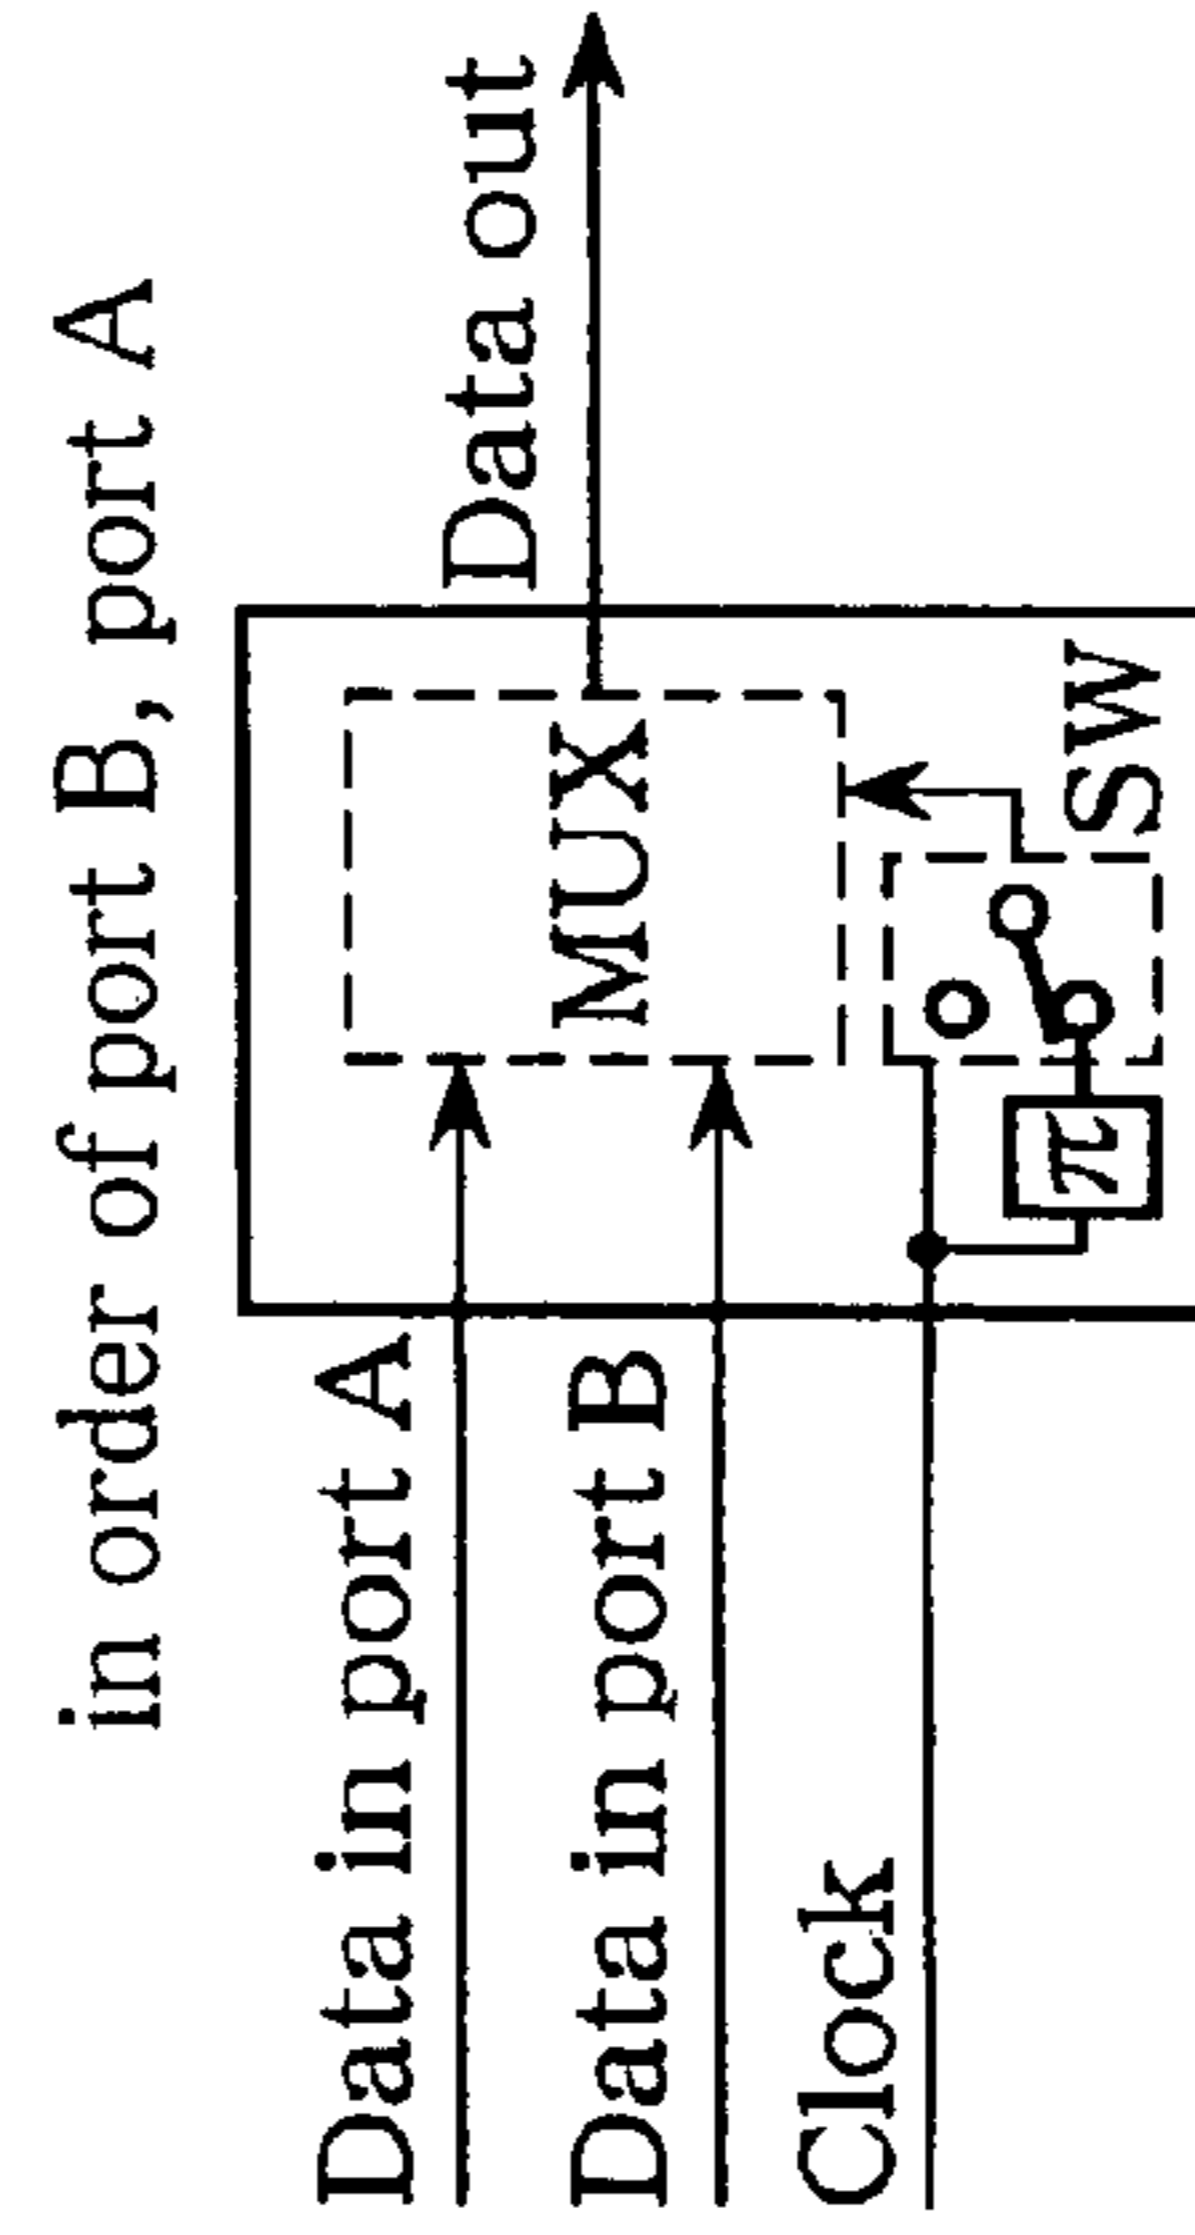 in order of port B, port A
Data in port A
Data in port B
Clock
MUX
π
SW
Data out